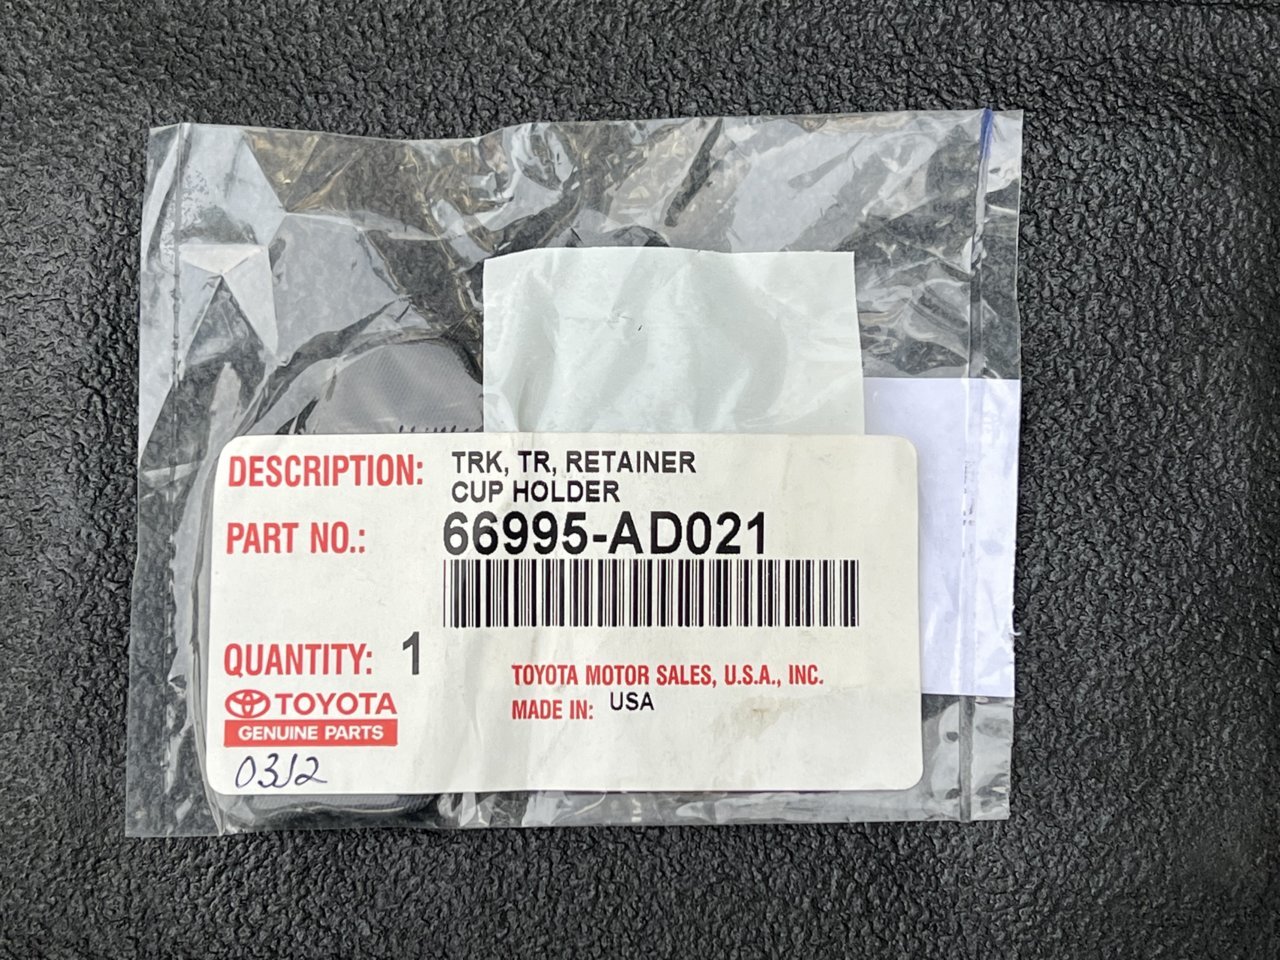 DESCRIPTION: TRK, TR, RETAINER
CUP HOLDER
PART NO.: 66995-AD021
QUANTITY: 1
TOYOTA MOTOR SALES, U.S.A., INC.
MADE IN: USA
TOYOTA
GENUINE PARTS
0312